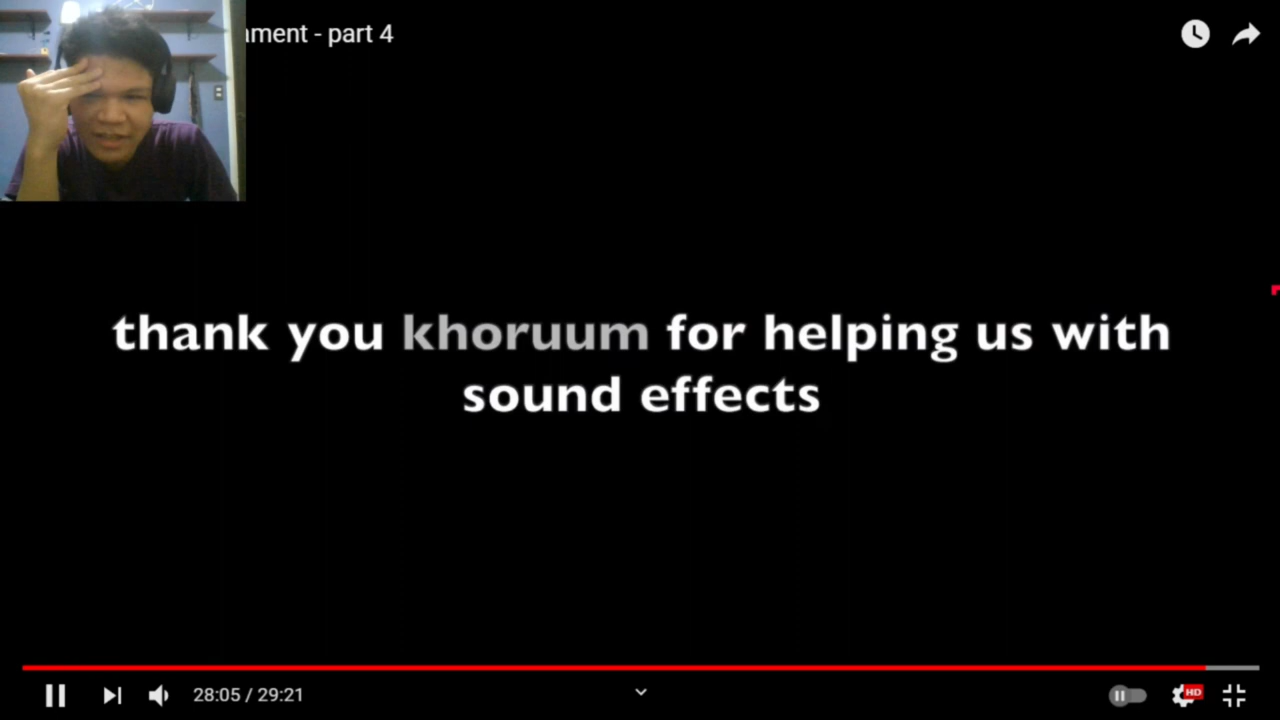 ament - part 4
thank you khoruum for helping us with
sound effects
28:05 / 29:21
HD